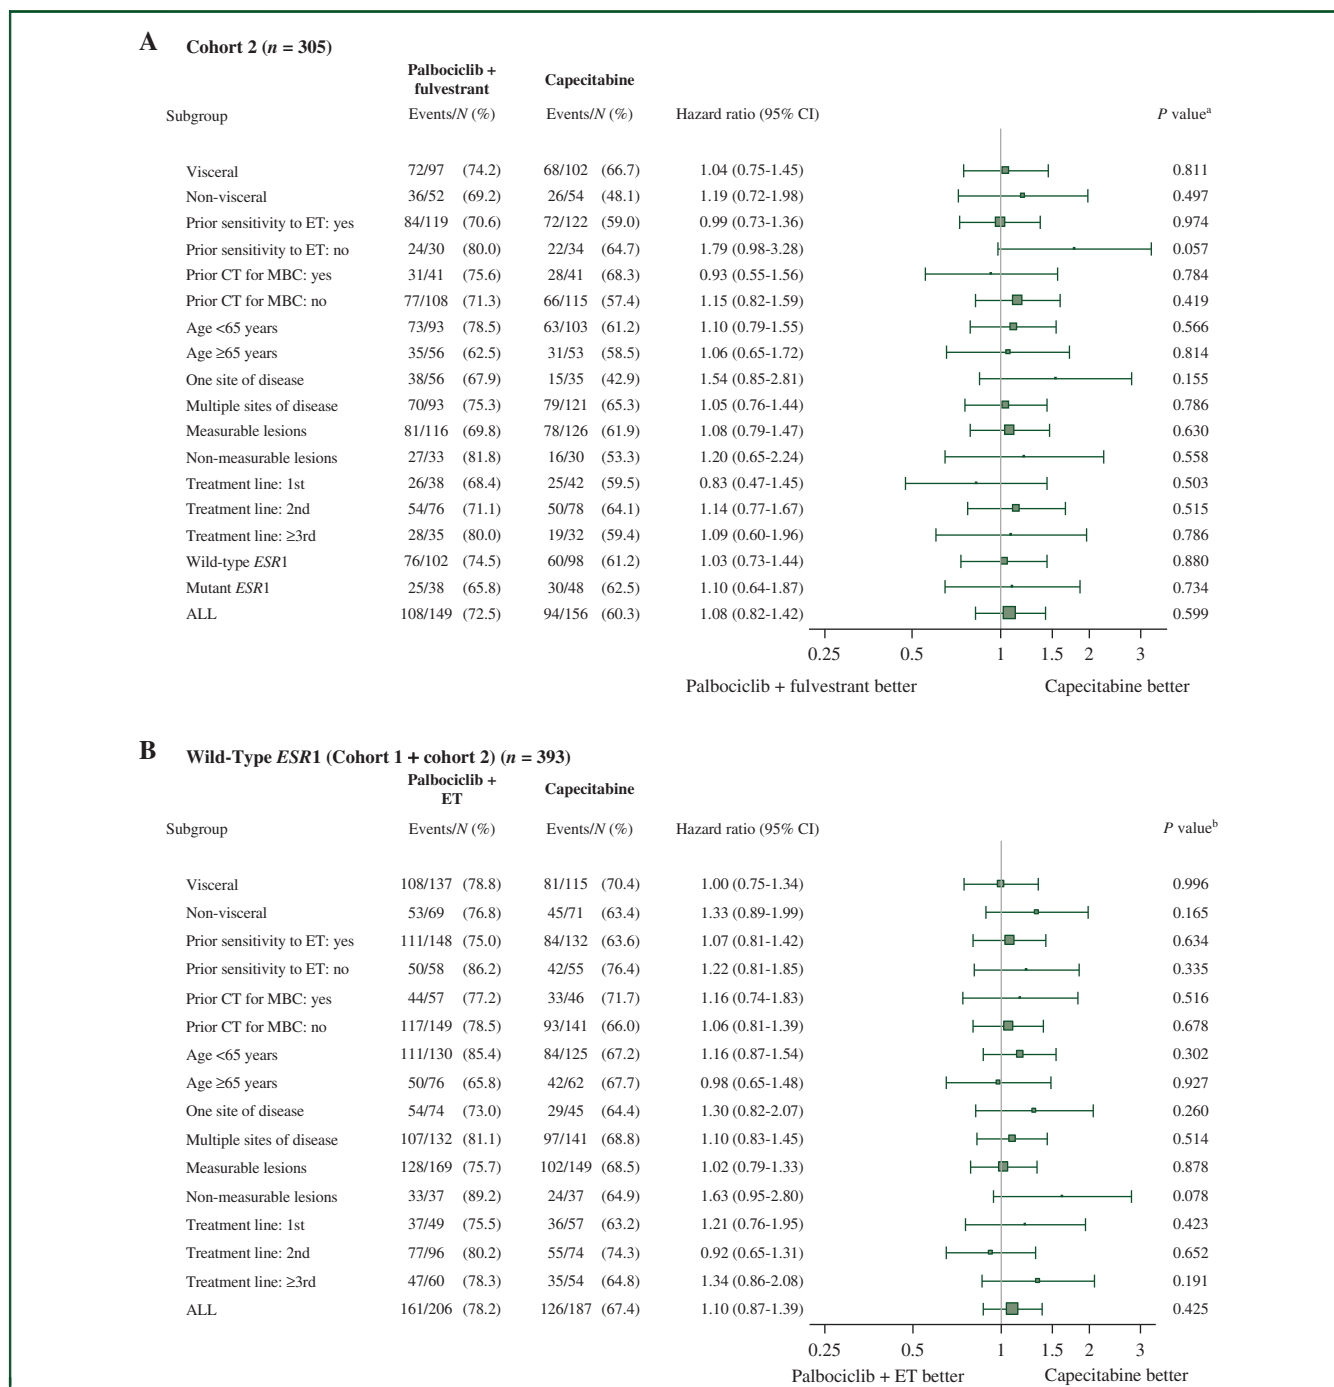 A Cohort 2 (n = 305)
Palbociclib + fulvestrant Capecitabine
Subgroup Events/N (%) Events/N (%) Hazard ratio (95% CI) P valueᵃ
Visceral 72/97 (74.2) 68/102 (66.7) 1.04 (0.75-1.45) 0.811
Non-visceral 36/52 (69.2) 26/54 (48.1) 1.19 (0.72-1.98) 0.497
Prior sensitivity to ET: yes 84/119 (70.6) 72/122 (59.0) 0.99 (0.73-1.36) 0.974
Prior sensitivity to ET: no 24/30 (80.0) 22/34 (64.7) 1.79 (0.98-3.28) 0.057
Prior CT for MBC: yes 31/41 (75.6) 28/41 (68.3) 0.93 (0.55-1.56) 0.784
Prior CT for MBC: no 77/108 (71.3) 66/115 (57.4) 1.15 (0.82-1.59) 0.419
Age <65 years 73/93 (78.5) 63/103 (61.2) 1.10 (0.79-1.55) 0.566
Age ≥65 years 35/56 (62.5) 31/53 (58.5) 1.06 (0.65-1.72) 0.814
One site of disease 38/56 (67.9) 15/35 (42.9) 1.54 (0.85-2.81) 0.155
Multiple sites of disease 70/93 (75.3) 79/121 (65.3) 1.05 (0.76-1.44) 0.786
Measurable lesions 81/116 (69.8) 78/126 (61.9) 1.08 (0.79-1.47) 0.630
Non-measurable lesions 27/33 (81.8) 16/30 (53.3) 1.20 (0.65-2.24) 0.558
Treatment line: 1st 26/38 (68.4) 25/42 (59.5) 0.83 (0.47-1.45) 0.503
Treatment line: 2nd 54/76 (71.1) 50/78 (64.1) 1.14 (0.77-1.67) 0.515
Treatment line: ≥3rd 28/35 (80.0) 19/32 (59.4) 1.09 (0.60-1.96) 0.786
Wild-type ESR1 76/102 (74.5) 60/98 (61.2) 1.03 (0.73-1.44) 0.880
Mutant ESR1 25/38 (65.8) 30/48 (62.5) 1.10 (0.64-1.87) 0.734
ALL 108/149 (72.5) 94/156 (60.3) 1.08 (0.82-1.42) 0.599
0.25 0.5 1 1.5 2 3
Palbociclib + fulvestrant better Capecitabine better
B Wild-Type ESR1 (Cohort 1 + cohort 2) (n = 393)
Palbociclib + ET Capecitabine
Subgroup Events/N (%) Events/N (%) Hazard ratio (95% CI) P valueᵇ
Visceral 108/137 (78.8) 81/115 (70.4) 1.00 (0.75-1.34) 0.996
Non-visceral 53/69 (76.8) 45/71 (63.4) 1.33 (0.89-1.99) 0.165
Prior sensitivity to ET: yes 111/148 (75.0) 84/132 (63.6) 1.07 (0.81-1.42) 0.634
Prior sensitivity to ET: no 50/58 (86.2) 42/55 (76.4) 1.22 (0.81-1.85) 0.335
Prior CT for MBC: yes 44/57 (77.2) 33/46 (71.7) 1.16 (0.74-1.83) 0.516
Prior CT for MBC: no 117/149 (78.5) 93/141 (66.0) 1.06 (0.81-1.39) 0.678
Age <65 years 111/130 (85.4) 84/125 (67.2) 1.16 (0.87-1.54) 0.302
Age ≥65 years 50/76 (65.8) 42/62 (67.7) 0.98 (0.65-1.48) 0.927
One site of disease 54/74 (73.0) 29/45 (64.4) 1.30 (0.82-2.07) 0.260
Multiple sites of disease 107/132 (81.1) 97/141 (68.8) 1.10 (0.83-1.45) 0.514
Measurable lesions 128/169 (75.7) 102/149 (68.5) 1.02 (0.79-1.33) 0.878
Non-measurable lesions 33/37 (89.2) 24/37 (64.9) 1.63 (0.95-2.80) 0.078
Treatment line: 1st 37/49 (75.5) 36/57 (63.2) 1.21 (0.76-1.95) 0.423
Treatment line: 2nd 77/96 (80.2) 55/74 (74.3) 0.92 (0.65-1.31) 0.652
Treatment line: ≥3rd 47/60 (78.3) 35/54 (64.8) 1.34 (0.86-2.08) 0.191
ALL 161/206 (78.2) 126/187 (67.4) 1.10 (0.87-1.39) 0.425
0.25 0.5 1 1.5 2 3
Palbociclib + ET better Capecitabine better